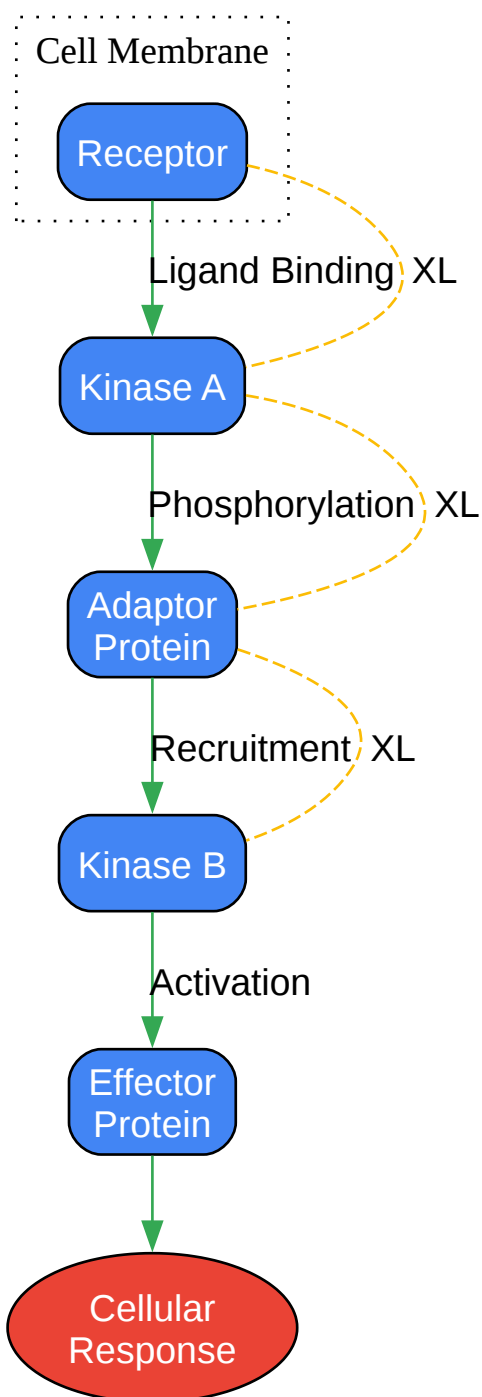 Cell Membrane
Receptor
Ligand Binding XL
Kinase A
Phosphorylation XL
Adaptor
Protein
Recruitment XL
Kinase B
Activation
Effector
Protein
Cellular
Response